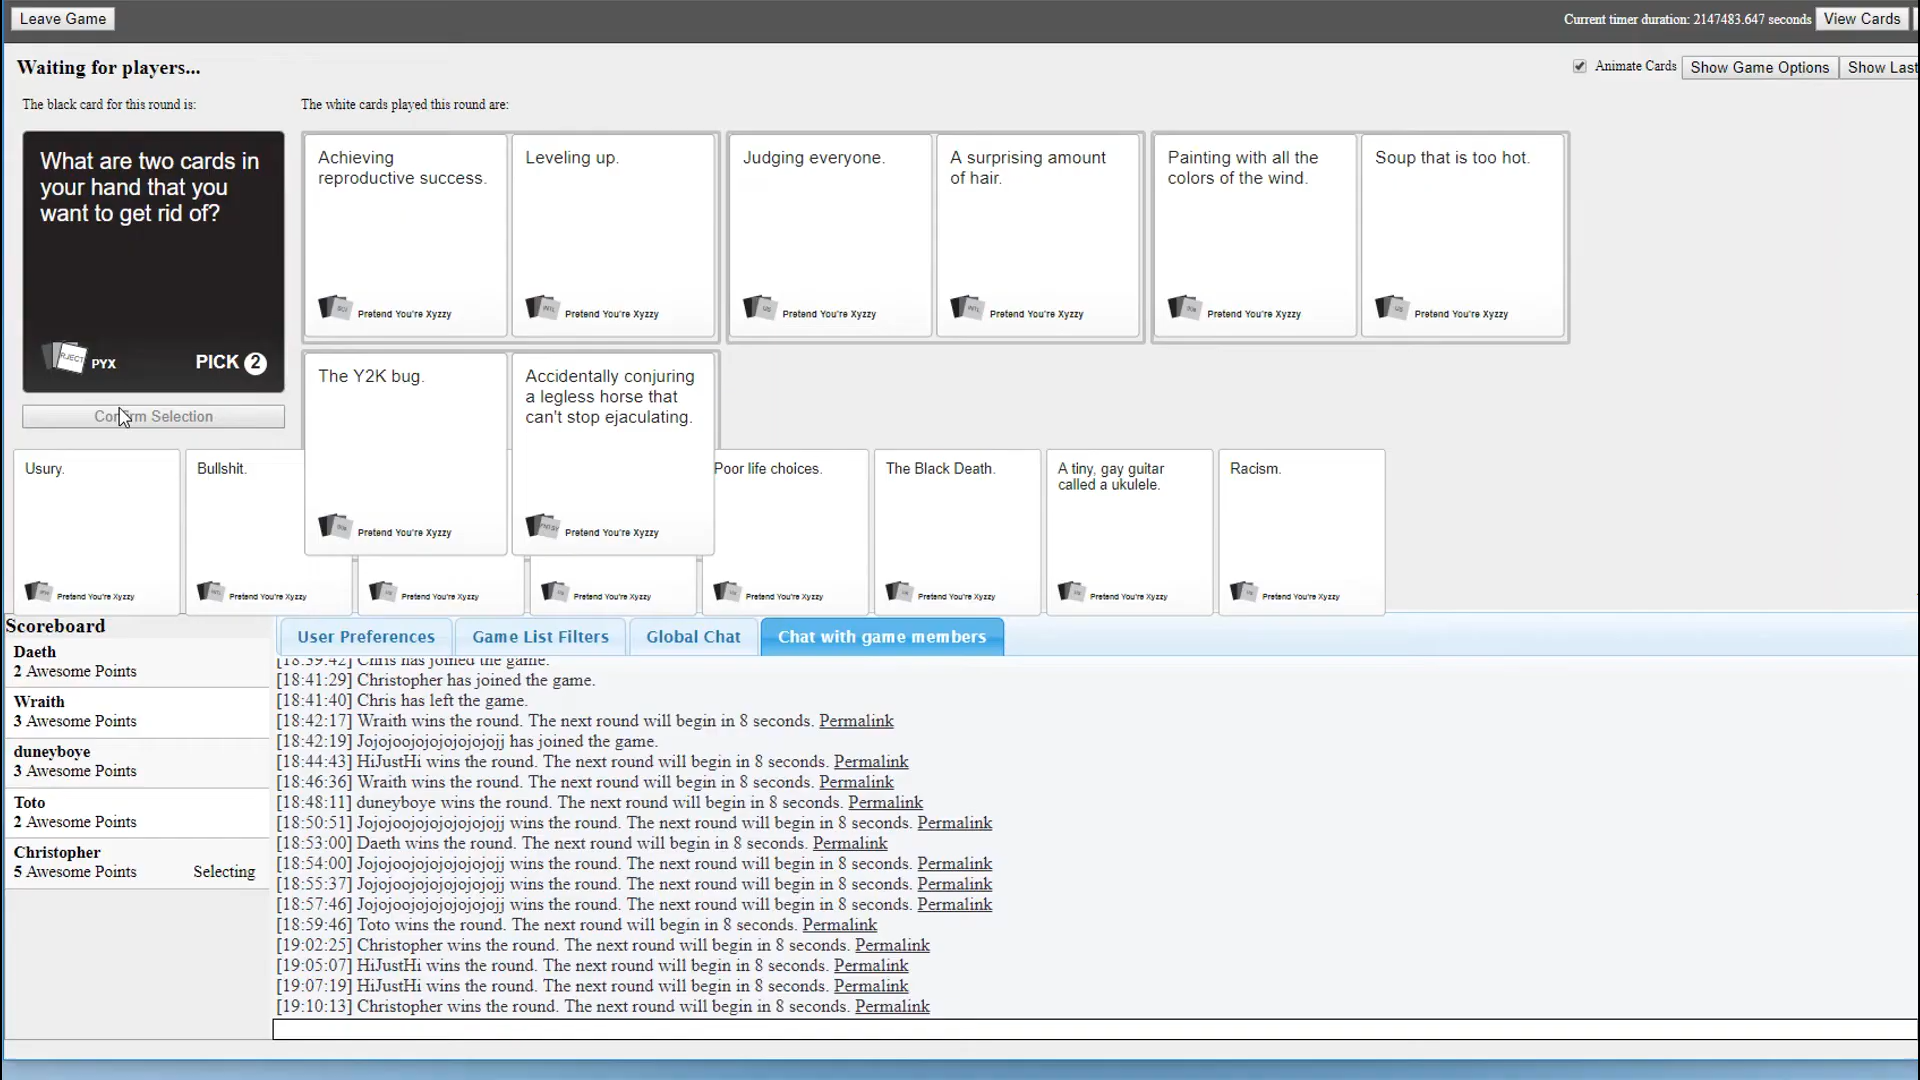 Leave Game
Current timer duration: 2147483.647 seconds
View Cards
Waiting for players...
Animate Cards
Show Game Options
Show Last
The black card for this round is:
The white cards played this round are:
What are two cards in
your hand that you
want to get rid of?
PYX
PICK 2
Achieving
reproductive success.
Pretend You're Xyzzy
Leveling up.
Pretend You're Xyzzy
Judging everyone.
Pretend You're Xyzzy
A surprising amount
of hair.
Pretend You're Xyzzy
Painting with all the
colors of the wind.
Pretend You're Xyzzy
Soup that is too hot.
Pretend You're Xyzzy
The Y2K bug.
Pretend You're Xyzzy
Accidentally conjuring
a legless horse that
can't stop ejaculating.
Pretend You're Xyzzy
Confirm Selection
Usury.
Pretend You're Xyzzy
Bullshit.
Pretend You're Xyzzy
Pretend You're Xyzzy
Pretend You're Xyzzy
Poor life choices.
Pretend You're Xyzzy
The Black Death.
Pretend You're Xyzzy
A tiny, gay guitar
called a ukulele.
Pretend You're Xyzzy
Racism.
Pretend You're Xyzzy
Scoreboard
Daeth
2 Awesome Points
Wraith
3 Awesome Points
duneyboye
3 Awesome Points
Toto
2 Awesome Points
Christopher
5 Awesome Points Selecting
User Preferences
Game List Filters
Global Chat
Chat with game members
[18:39:42] Chris has joined the game.
[18:41:29] Christopher has joined the game.
[18:41:40] Chris has left the game.
[18:42:17] Wraith wins the round. The next round will begin in 8 seconds. Permalink
[18:42:19] Jojojoojojojojojojojj has joined the game.
[18:44:43] HiJustHi wins the round. The next round will begin in 8 seconds. Permalink
[18:46:36] Wraith wins the round. The next round will begin in 8 seconds. Permalink
[18:48:11] duneyboye wins the round. The next round will begin in 8 seconds. Permalink
[18:50:51] Jojojoojojojojojojojj wins the round. The next round will begin in 8 seconds. Permalink
[18:53:00] Daeth wins the round. The next round will begin in 8 seconds. Permalink
[18:54:00] Jojojoojojojojojojojj wins the round. The next round will begin in 8 seconds. Permalink
[18:55:37] Jojojoojojojojojojojj wins the round. The next round will begin in 8 seconds. Permalink
[18:57:46] Jojojoojojojojojojojj wins the round. The next round will begin in 8 seconds. Permalink
[18:59:46] Toto wins the round. The next round will begin in 8 seconds. Permalink
[19:02:25] Christopher wins the round. The next round will begin in 8 seconds. Permalink
[19:05:07] HiJustHi wins the round. The next round will begin in 8 seconds. Permalink
[19:07:19] HiJustHi wins the round. The next round will begin in 8 seconds. Permalink
[19:10:13] Christopher wins the round. The next round will begin in 8 seconds. Permalink